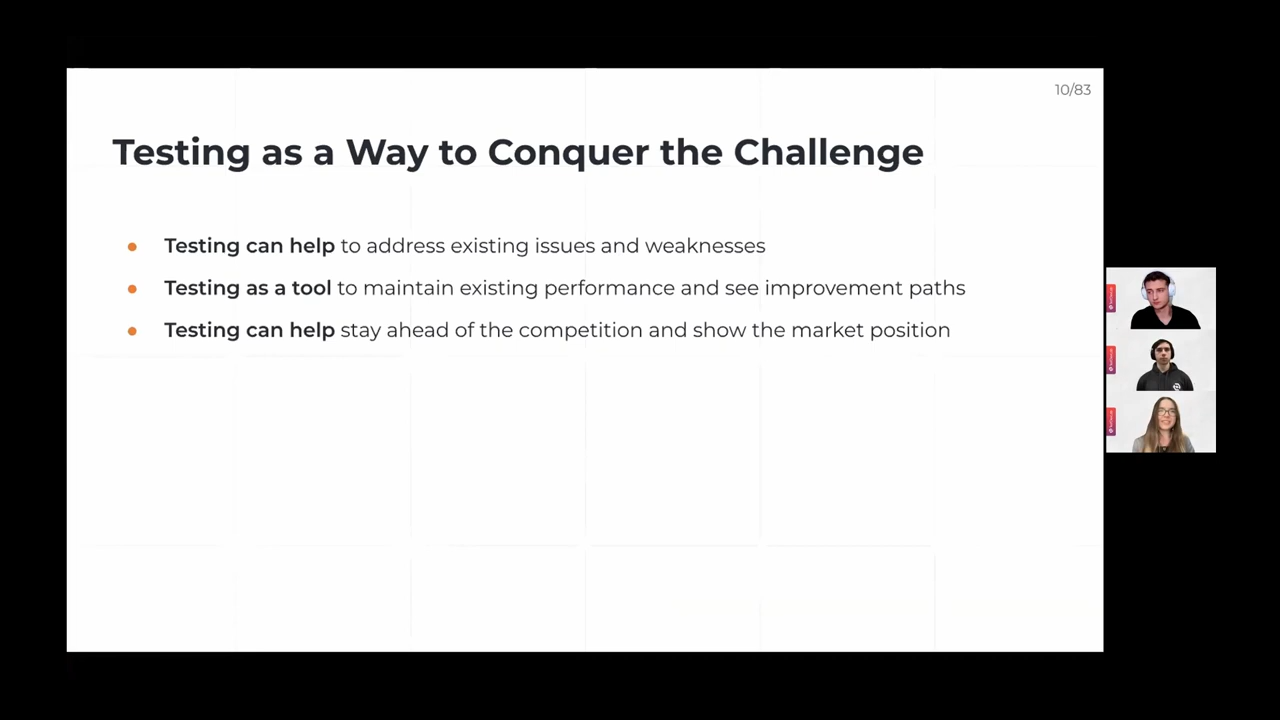 10/83
Testing as a Way to Conquer the Challenge
Testing can help to address existing issues and weaknesses
Testing as a tool to maintain existing performance and see improvement paths
Testing can help stay ahead of the competition and show the market position